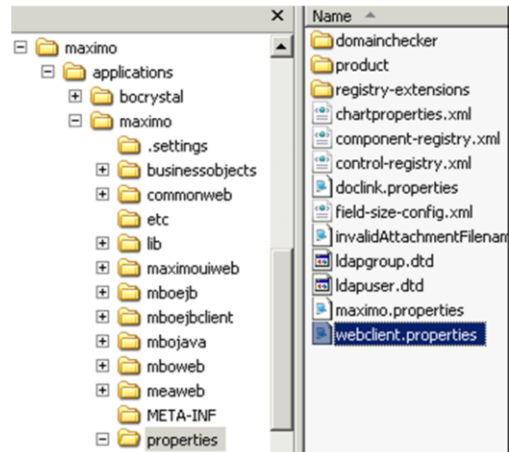 maximo
applications
bocrystal
maximo
.settings
businessobjects
commonweb
etc
lib
maximouiweb
mboejb
mboejbclient
mbojava
mboweb
meaweb
META-INF
properties
Name
domainchecker
product
registry-extensions
chartproperties.xml
component-registry.xml
control-registry.xml
doclink.properties
field-size-config.xml
invalidAttachmentFilenam
ldapgroup.dtd
ldapuser.dtd
maximo.properties
webclient.properties